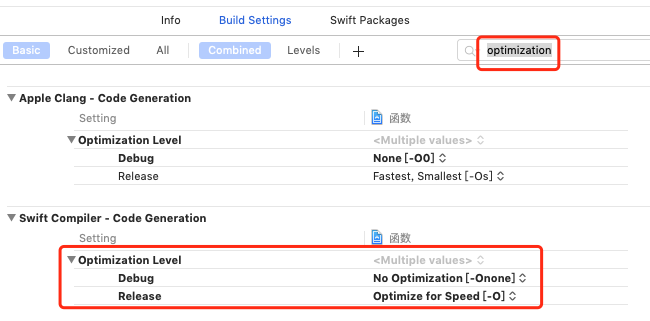 Info Build Settings Swift Packages
Basic Customized All Combined Levels + optimization
Apple Clang - Code Generation
Setting 函数
Optimization Level <Multiple values>
Debug None [-O0]
Release Fastest, Smallest [-Os]
Swift Compiler - Code Generation
Setting 函数
Optimization Level <Multiple values>
Debug No Optimization [-Onone]
Release Optimize for Speed [-O]